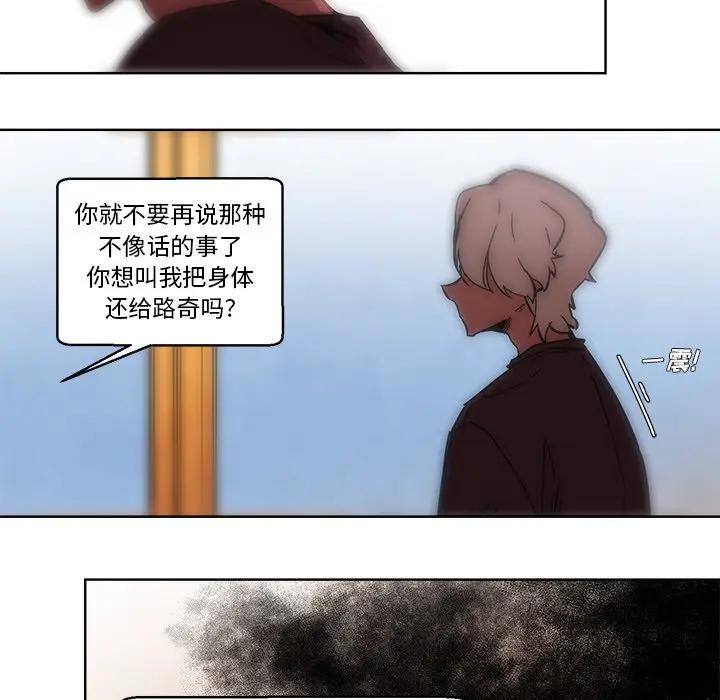 你就不要再说那种
不像话的事了
你想叫我把身体
还给路奇吗?
一震!